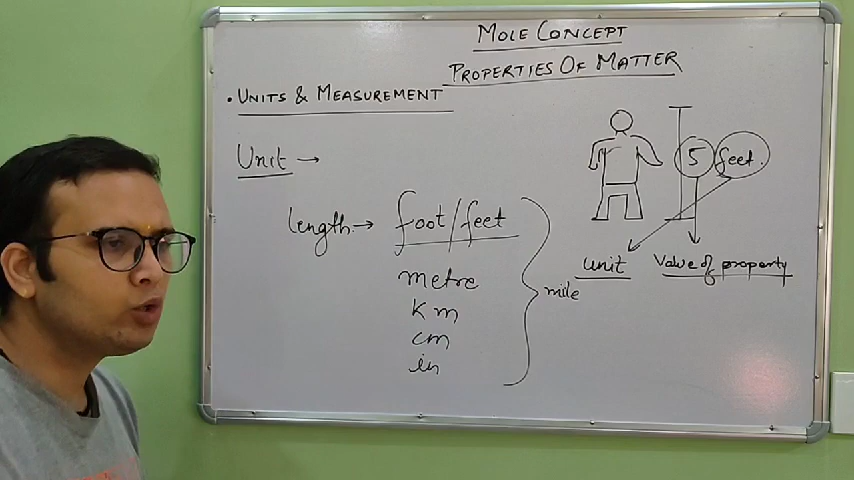 MOLE CONCEPT
PROPERTIES OF MATTER
• UNITS & MEASUREMENT
Unit →
5 feet.
length → foot/feet
unit Value of property
metre
mile
km
cm
in